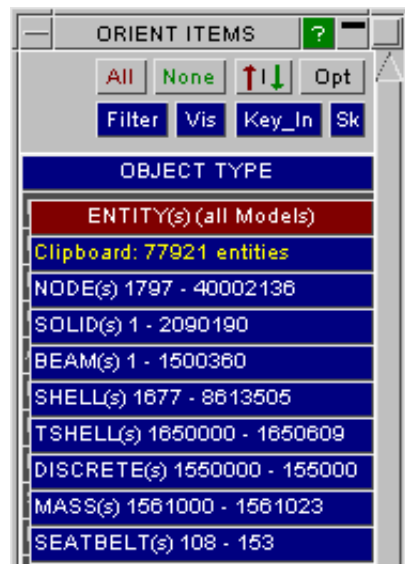 ORIENT ITEMS ?
All None I Opt
Filter Vis Key_In Sk
OBJECT TYPE
ENTITY(s) (all Models)
Clipboard: 77921 entities
NODE(s) 1797 - 40002136
SOLID(s) 1 - 2090190
BEAM(s) 1 - 1500360
SHELL(s) 1677 - 8613505
TSHELL(s) 1650000 - 1650609
DISCRETE(s) 1550000 - 155000
MASS(s) 1561000 - 1561023
SEATBELT(s) 108 - 153